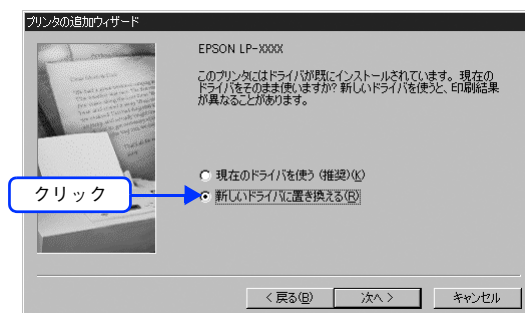 プリンタの追加ウィザード
EPSON LP-XXXX
このプリンタにはドライバが既にインストールされています。現在の
ドライバをそのまま使いますか? 新しいドライバを使うと、印刷結果
が異なることがあります。
現在のドライバを使う (推奨)(K)
クリック
新しいドライバに置き換える(R)
< 戻る(B)
次へ >
キャンセル